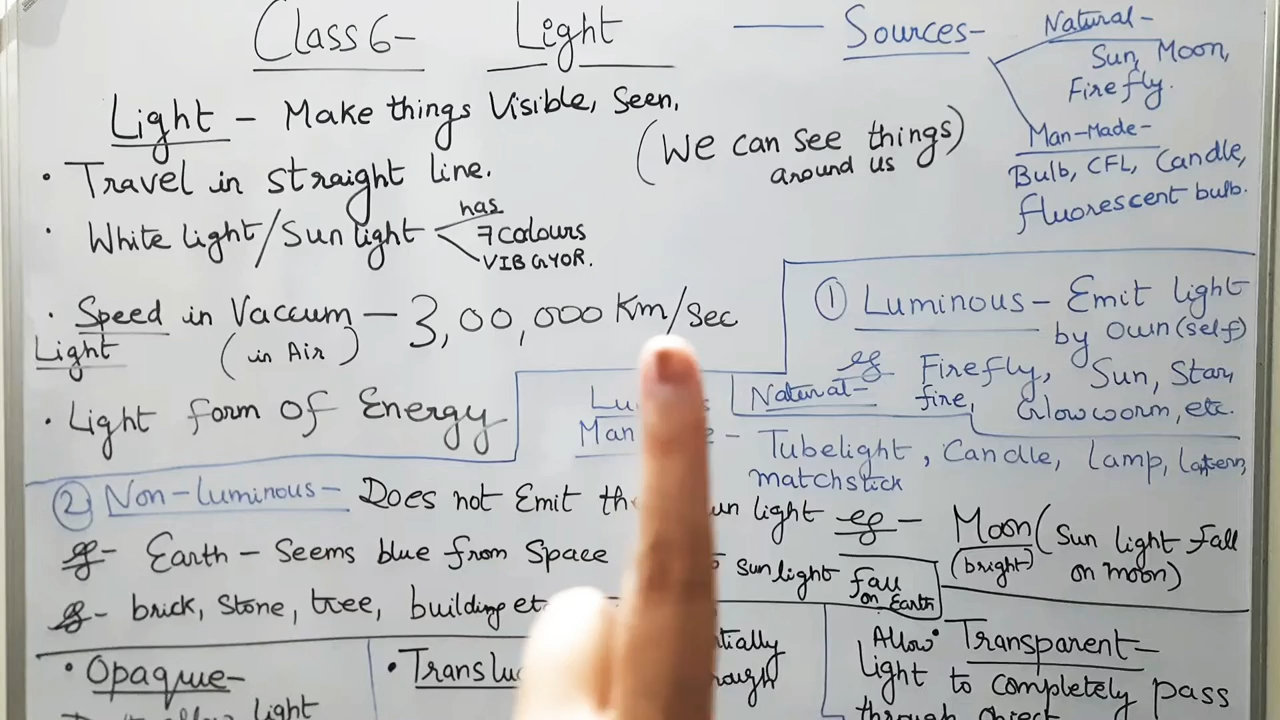 Class 6- Light — Sources-
Natural-
Sun, Moon,
Firefly.
Man-Made-
Bulb, CFL, Candle,
fluorescent bulb.
Light - Make things Visible, Seen.
(We can see things)
around us
• Travel in straight line.
• White light/Sun light has
7 Colours
VIBGYOR.
• Speed in Vaccum - 3,00,000 Km/Sec
Light (in Air)
• Light form of Energy
① Luminous - Emit light
by own (self)
eg Firefly, Sun, Star,
Natural- fire, Glowworm, etc.
- Tubelight, Candle, lamp, latern,
matchstick
② Non-Luminous- Does not Emit light eg - Moon (Sun light fall
(bright) on moon)
eg- Earth - Seems blue from Space sunlight fall
on Earth
eg- brick, Stone, tree, building
• Opaque-
light
•
Allow Transparent-
Light to completely pass
through object